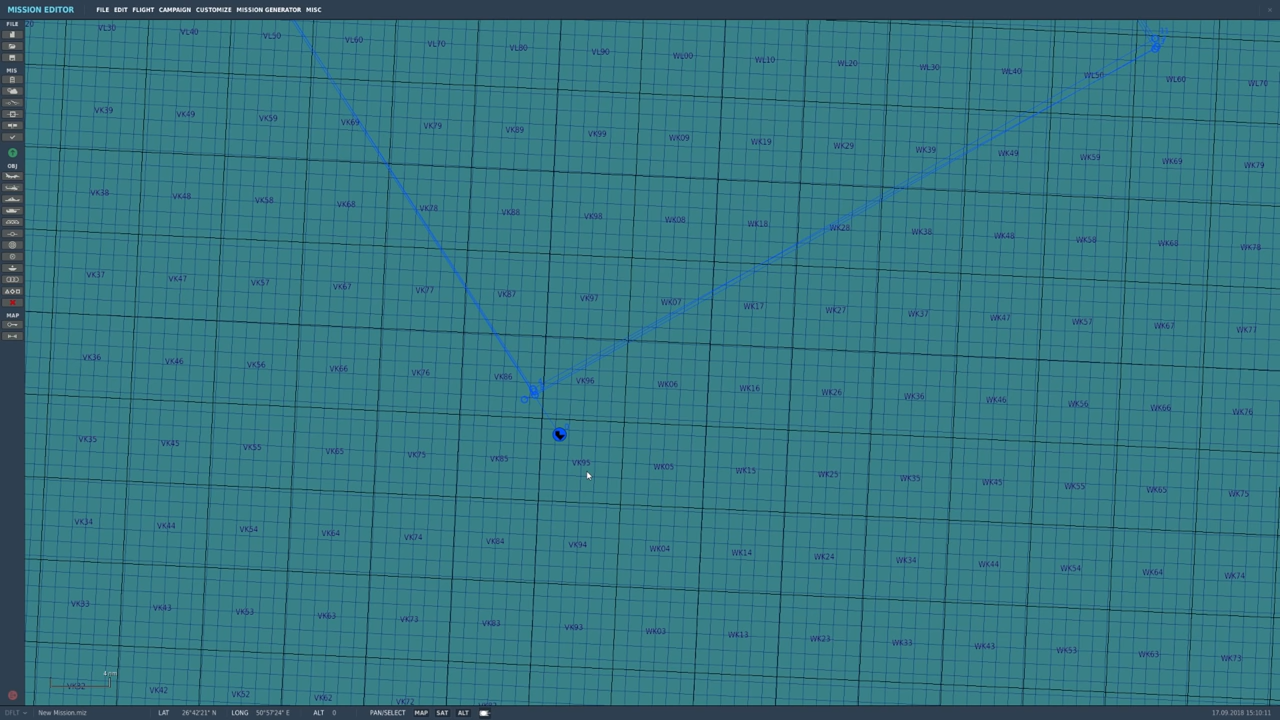 MISSION EDITOR FILE EDIT FLIGHT CAMPAIGN CUSTOMIZE MISSION GENERATOR MISC
FILE
MIS
OBJ
MAP
VL30 VL40 VL50 VL60 VL70 VL80 VL90 WL00 WL10 WL20 WL30 WL40 WL50 WL60 WL70
VK39 VK49 VK59 VK69 VK79 VK89 VK99 WK09 WK19 WK29 WK39 WK49 WK59 WK69 WK79
VK38 VK48 VK58 VK68 VK78 VK88 VK98 WK08 WK18 WK28 WK38 WK48 WK58 WK68 WK78
VK37 VK47 VK57 VK67 VK77 VK87 VK97 WK07 WK17 WK27 WK37 WK47 WK57 WK67 WK77
VK36 VK46 VK56 VK66 VK76 VK86 VK96 WK06 WK16 WK26 WK36 WK46 WK56 WK66 WK76
VK35 VK45 VK55 VK65 VK75 VK85 VK95 WK05 WK15 WK25 WK35 WK45 WK55 WK65 WK75
VK34 VK44 VK54 VK64 VK74 VK84 VK94 WK04 WK14 WK24 WK34 WK44 WK54 WK64 WK74
VK33 VK43 VK53 VK63 VK73 VK83 VK93 WK03 WK13 WK23 WK33 WK43 WK53 WK63 WK73
VK32 VK42 VK52 VK62 VK72
DFLT New Mission.miz LAT 26°42'21" N LONG 50°57'24" E ALT 0 PAN/SELECT MAP SAT ALT 17.09.2018 15:10:11